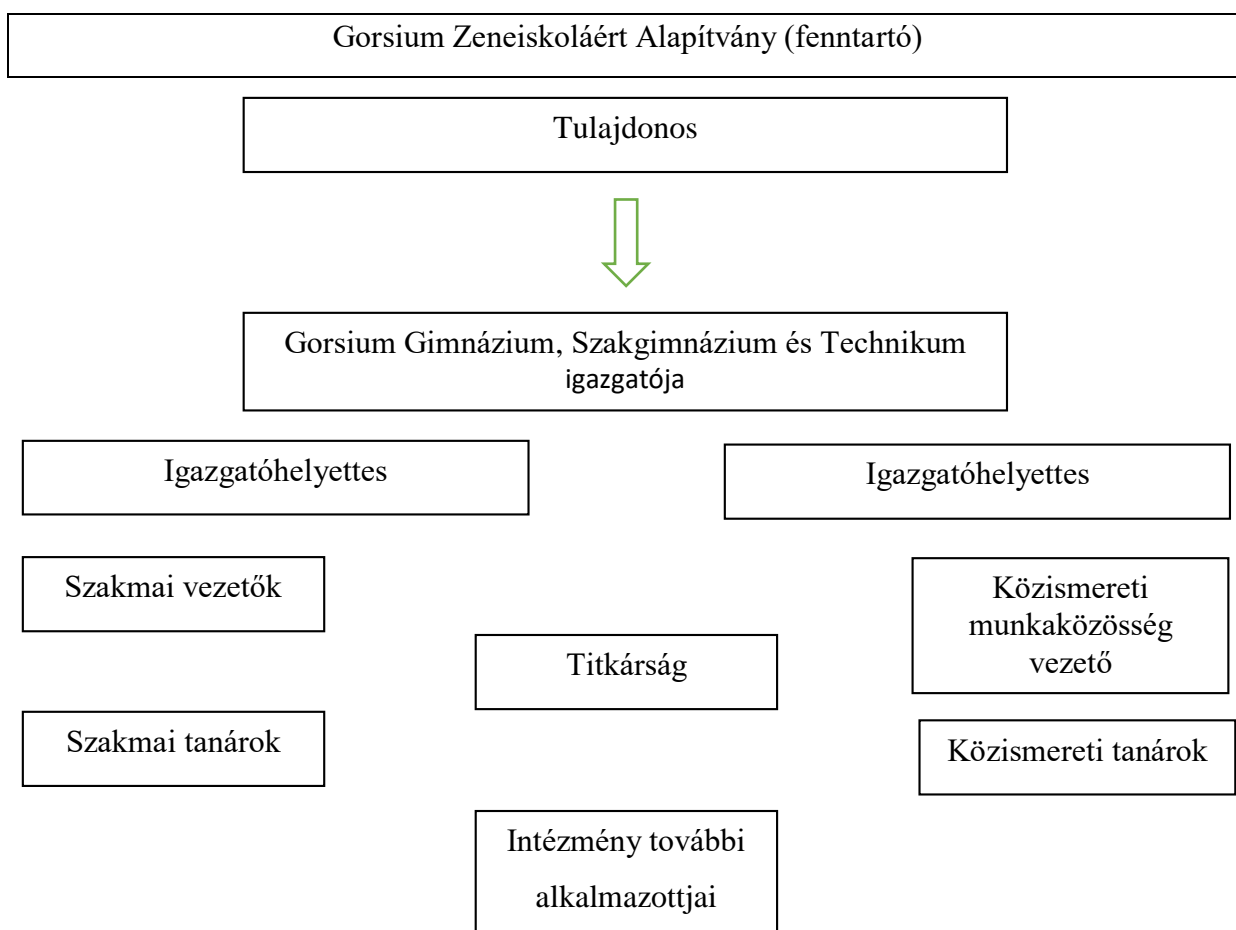 Gorsium Zeneiskoláért Alapítvány (fenntartó)
Tulajdonos
Gorsium Gimnázium, Szakgimnázium és Technikum
igazgatója
Igazgatóhelyettes
Igazgatóhelyettes
Szakmai vezetők
Közismereti
munkaközösség
vezető
Titkárság
Szakmai tanárok
Közismereti tanárok
Intézmény további
alkalmazottjai